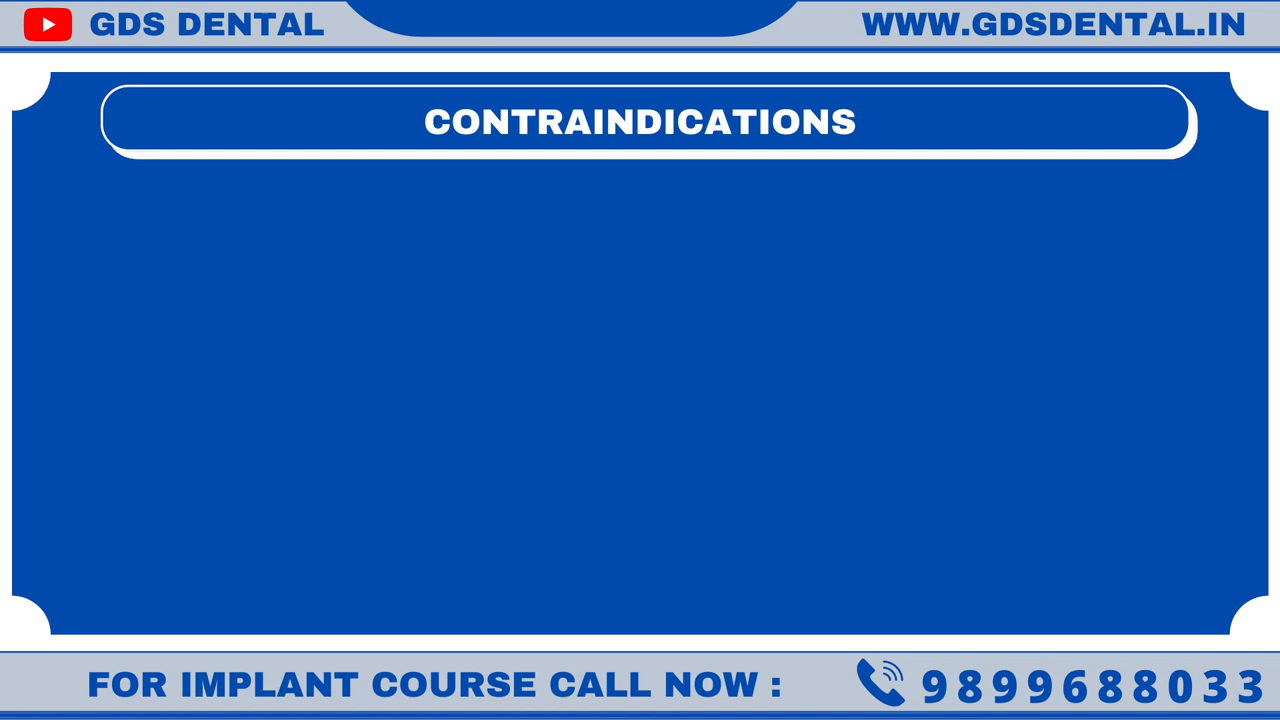 GDS DENTAL
WWW.GDSDENTAL.IN
CONTRAINDICATIONS
FOR IMPLANT COURSE CALL NOW :
9899688033